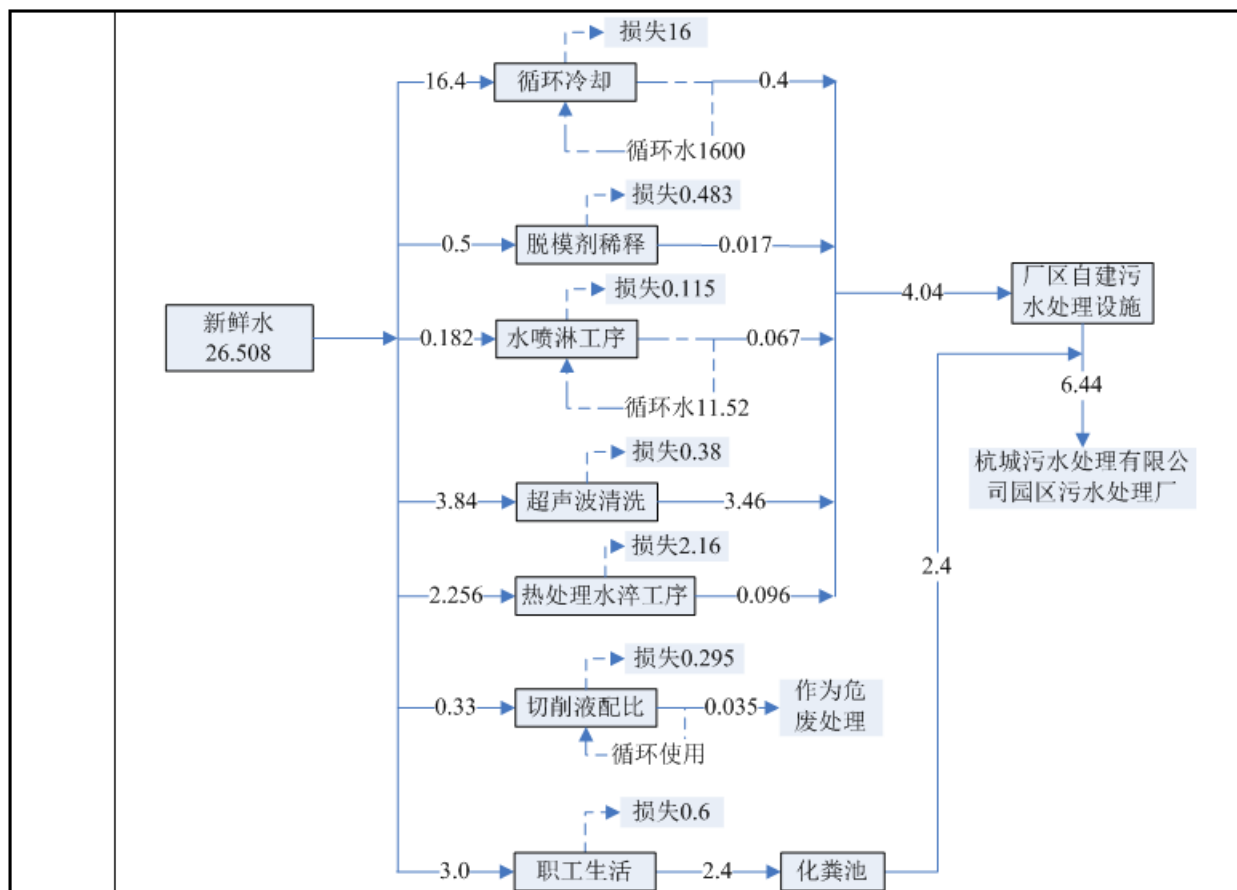 损失16
16.4
循环冷却
0.4
循环水1600
损失0.483
0.5
脱模剂稀释
0.017
损失0.115
新鲜水
26.508
0.182
水喷淋工序
0.067
循环水11.52
4.04
厂区自建污
水处理设施
6.44
杭城污水处理有限公
司园区污水处理厂
损失0.38
3.84
超声波清洗
3.46
损失2.16
2.256
热处理水淬工序
0.096
2.4
损失0.295
0.33
切削液配比
0.035
作为危
废处理
循环使用
损失0.6
3.0
职工生活
2.4
化粪池